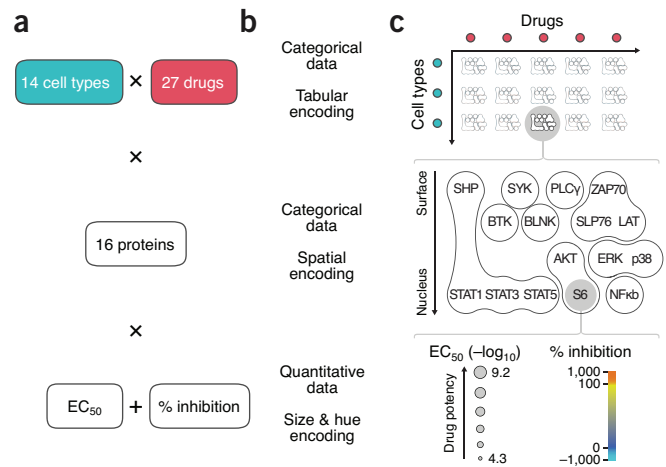 a
14 cell types × 27 drugs
×
16 proteins
×
EC50 + % inhibition
b
Categorical
data
Tabular
encoding
Categorical
data
Spatial
encoding
Quantitative
data
Size & hue
encoding
c
Drugs
Cell types
Surface
Nucleus
SHP SYK PLCγ ZAP70
BTK BLNK SLP76 LAT
AKT ERK p38
STAT1 STAT3 STAT5 S6 NFκb
EC50 (–log10)
Drug potency
9.2
4.3
% inhibition
1,000
100
0
–1,000